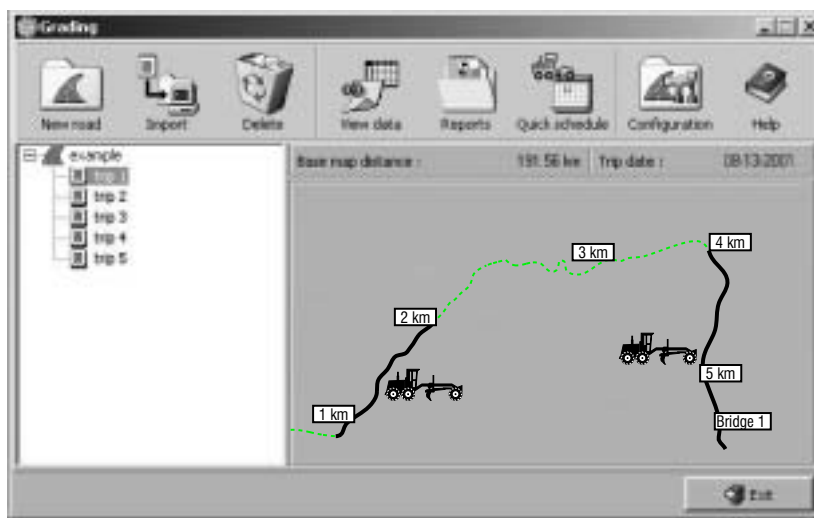 Grading
New road Import Delete View data Reports Quick schedule Configuration Help
example
trip 1
trip 2
trip 3
trip 4
trip 5
Base map distance : 191.56 km Trip date : 08-13-2001
4 km
3 km
2 km
5 km
1 km
Bridge 1
Exit